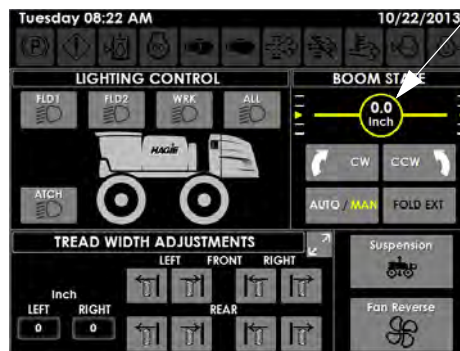 Tuesday 08:22 AM 10/22/2013
LIGHTING CONTROL
BOOM STATE
FLD1 FLD2 WRK ALL
0.0
Inch
HAGIE
CW CCW
ATCH
AUTO / MAN FOLD EXT
TREAD WIDTH ADJUSTMENTS
LEFT FRONT RIGHT
Suspension
Inch
LEFT RIGHT
REAR
0 0
Fan Reverse